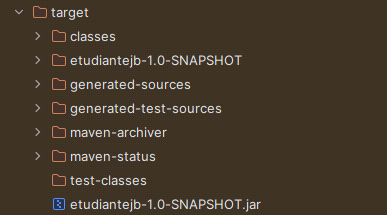 target
classes
etudiantejb-1.0-SNAPSHOT
generated-sources
generated-test-sources
maven-archiver
maven-status
test-classes
etudiantejb-1.0-SNAPSHOT.jar